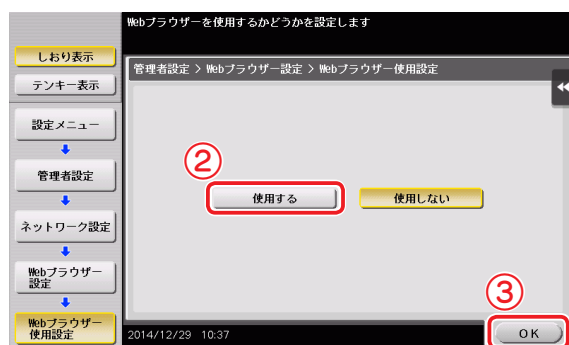 Webブラウザーを使用するかどうかを設定します
しおり表示
テンキー表示
設定メニュー
管理者設定
ネットワーク設定
Webブラウザー
設定
Webブラウザー
使用設定
管理者設定 > Webブラウザー設定 > Webブラウザー使用設定
②
使用する
使用しない
③
2014/12/29 10:37
OK